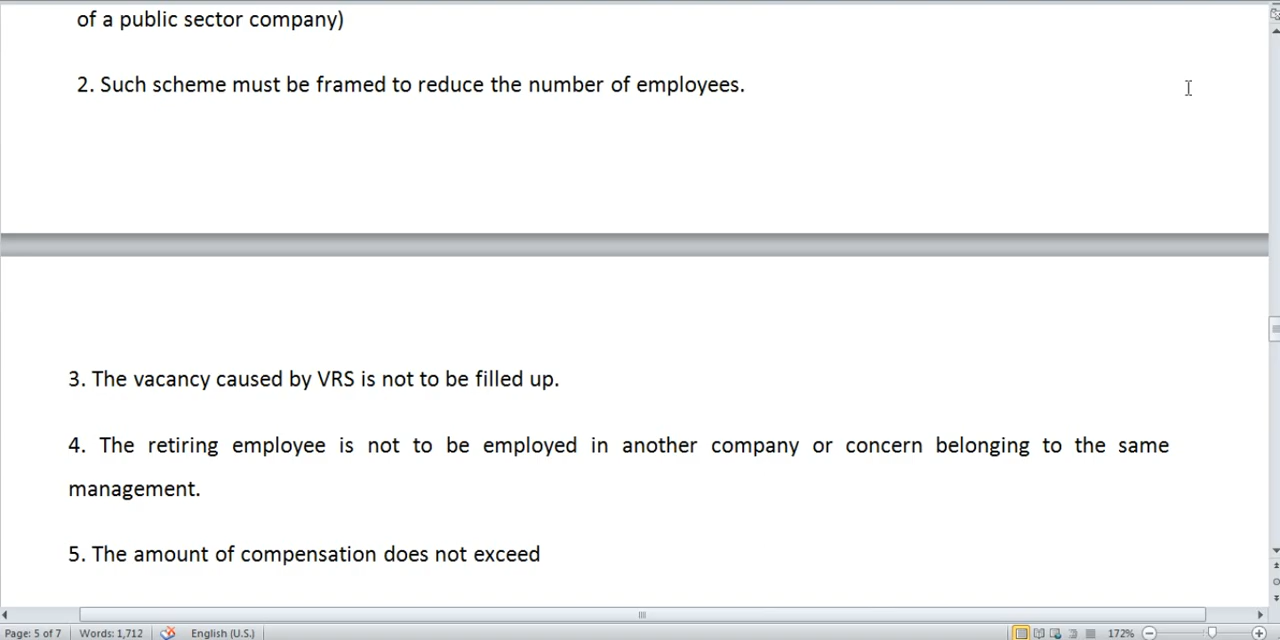 of a public sector company)
2. Such scheme must be framed to reduce the number of employees.
3. The vacancy caused by VRS is not to be filled up.
4. The retiring employee is not to be employed in another company or concern belonging to the same
management.
5. The amount of compensation does not exceed
Page: 5 of 7 Words: 1,712 English (U.S.) 172%